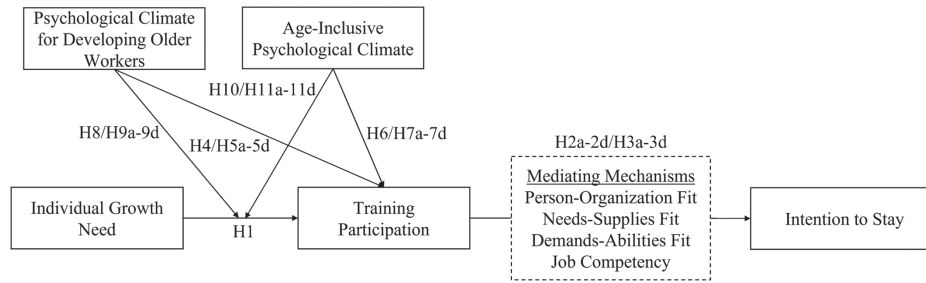 Psychological Climate
for Developing Older
Workers
Age-Inclusive
Psychological Climate
H10/H11a-11d
H8/H9a-9d
H4/H5a-5d
H6/H7a-7d
H2a-2d/H3a-3d
Individual Growth
Need
H1
Training
Participation
Mediating Mechanisms
Person-Organization Fit
Needs-Supplies Fit
Demands-Abilities Fit
Job Competency
Intention to Stay